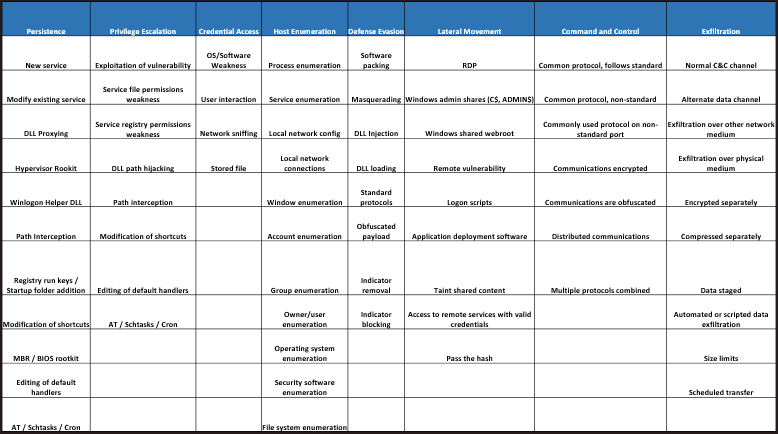 Persistence Privilege Escalation Credential Access Host Enumeration Defense Evasion Lateral Movement Command and Control Exfiltration
OS/Software Software
New service Exploitation of vulnerability Weakness Process enumeration packing RDP Common protocol, follows standard Normal C&C channel
Service file permissions
Modify existing service weakness User interaction Service enumeration Masquerading Windows admin shares (C$, ADMIN$) Common protocol, non-standard Alternate data channel
Service registry permissions Commonly used protocol on non- Exfiltration over other network
DLL Proxying weakness Network sniffing Local network config DLL Injection Windows shared webroot standard port medium
Local network Exfiltration over physical
Hypervisor Rookit DLL path hijacking Stored file connections DLL loading Remote vulnerability Communications encrypted medium
Standard
Winlogon Helper DLL Path interception Window enumeration protocols Logon scripts Communications are obfuscated Encrypted separately
Obfuscated
Path Interception Modification of shortcuts Account enumeration payload Application deployment software Distributed communications Compressed separately
Registry run keys / Indicator
Startup folder addition Editing of default handlers Group enumeration removal Taint shared content Multiple protocols combined Data staged
Owner/user Indicator Access to remote services with valid Automated or scripted data
Modification of shortcuts AT / Schtasks / Cron enumeration blocking credentials exfiltration
Operating system
MBR / BIOS rootkit enumeration Pass the hash Size limits
Editing of default Security software
handlers enumeration Scheduled transfer
AT / Schtasks / Cron File system enumeration